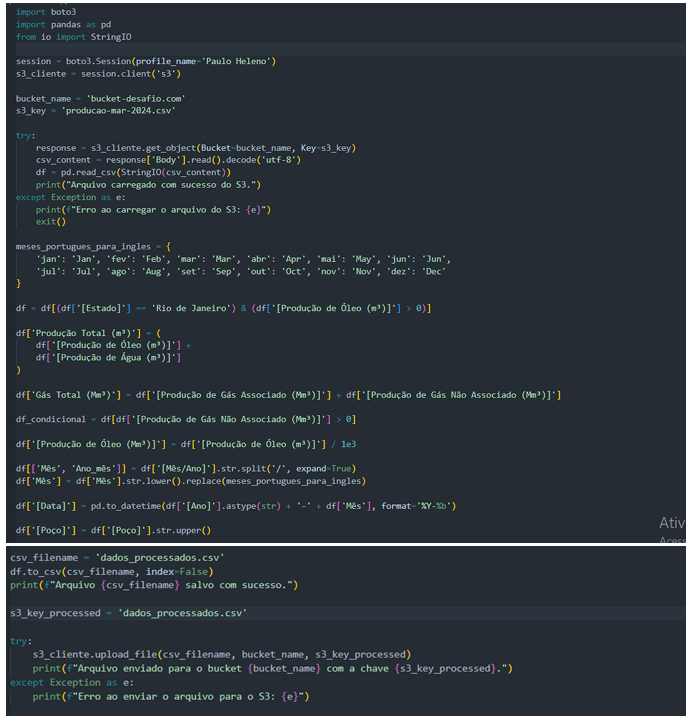 import boto3
import pandas as pd
from io import StringIO
session = boto3.Session(profile_name='Paulo Heleno')
s3_cliente = session.client('s3')
bucket_name = 'bucket-desafio.com'
s3_key = 'producao-mar-2024.csv'
try:
    response = s3_cliente.get_object(Bucket=bucket_name, Key=s3_key)
    csv_content = response['Body'].read().decode('utf-8')
    df = pd.read_csv(StringIO(csv_content))
    print("Arquivo carregado com sucesso do S3.")
except Exception as e:
    print(f"Erro ao carregar o arquivo do S3: {e}")
    exit()
meses_portugues_para_ingles = {
    'jan': 'Jan', 'fev': 'Feb', 'mar': 'Mar', 'abr': 'Apr', 'mai': 'May', 'jun': 'Jun',
    'jul': 'Jul', 'ago': 'Aug', 'set': 'Sep', 'out': 'Oct', 'nov': 'Nov', 'dez': 'Dec'
}
df = df[(df['[Estado]'] == 'Rio de Janeiro') & (df['[Produção de Óleo (m³)]'] > 0)]
df['Produção Total (m³)'] = (
    df['[Produção de Óleo (m³)]'] +
    df['[Produção de Água (m³)]']
)
df['Gás Total (Mm³)'] = df['[Produção de Gás Associado (Mm³)]'] + df['[Produção de Gás Não Associado (Mm³)]']
df_condicional = df[df['[Produção de Gás Não Associado (Mm³)]'] > 0]
df['[Produção de Óleo (Mm³)]'] = df['[Produção de Óleo (m³)]'] / 1e3
df[['Mês', 'Ano_mês']] = df['[Mês/Ano]'].str.split('/', expand=True)
df['Mês'] = df['Mês'].str.lower().replace(meses_portugues_para_ingles)
df['[Data]'] = pd.to_datetime(df['[Ano]'].astype(str) + '-' + df['Mês'], format='%Y-%b')
Ativ
Acess
df['[Poço]'] = df['[Poço]'].str.upper()
csv_filename = 'dados_processados.csv'
df.to_csv(csv_filename, index=False)
print(f"Arquivo {csv_filename} salvo com sucesso.")
s3_key_processed = 'dados_processados.csv'
try:
    s3_cliente.upload_file(csv_filename, bucket_name, s3_key_processed)
    print(f"Arquivo enviado para o bucket {bucket_name} com a chave {s3_key_processed}.")
except Exception as e:
    print(f"Erro ao enviar o arquivo para o S3: {e}")